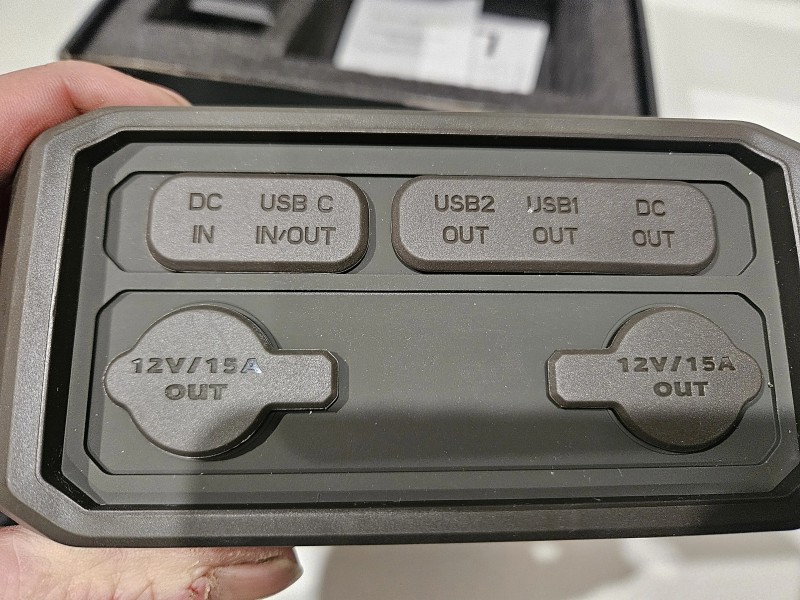 DC
IN
USB C
IN/OUT
USB2
OUT
USB1
OUT
DC
OUT
12V/15A
OUT
12V/15A
OUT